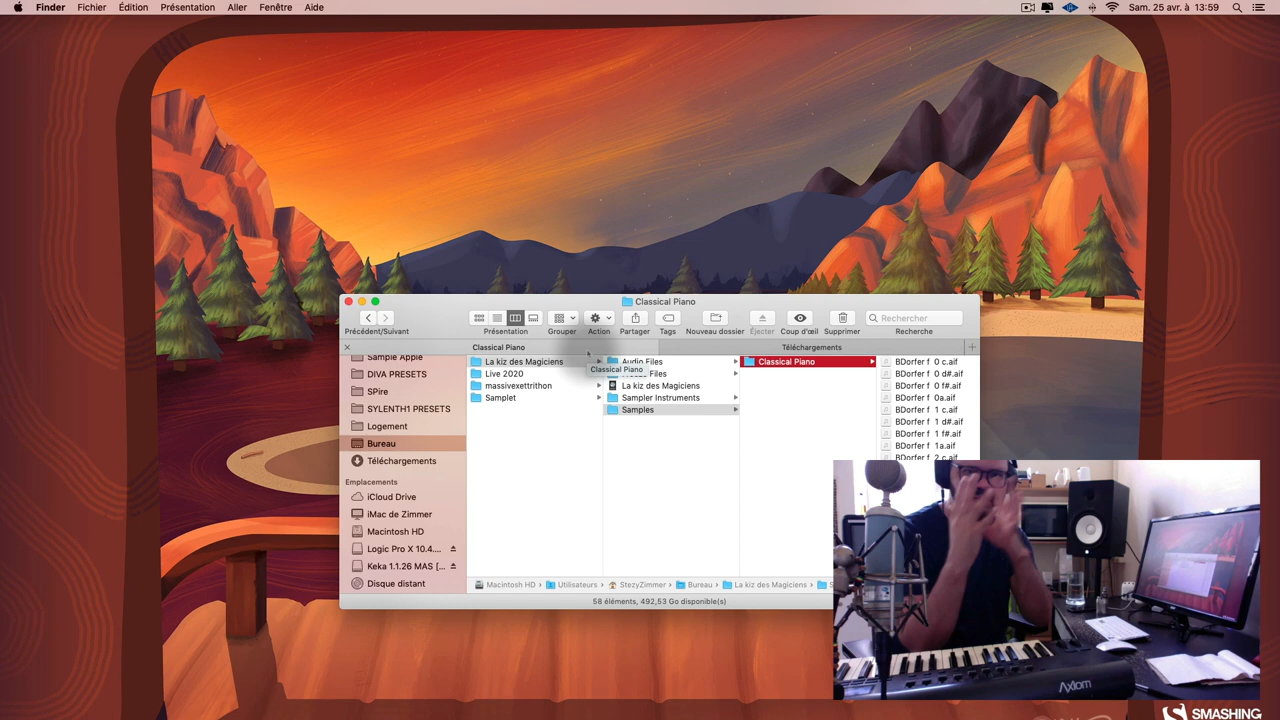 Finder Fichier Édition Présentation Aller Fenêtre Aide Sam. 25 avr. à 13:59
Classical Piano
Rechercher
Précédent/Suivant Présentation Grouper Action Partager Tags Nouveau dossier Éjecter Coup d'œil Supprimer Recherche
Classical Piano Téléchargements
Sample Apple
DIVA PRESETS
SPire
SYLENTH1 PRESETS
Logement
Bureau
Téléchargements
Emplacements
iCloud Drive
iMac de Zimmer
Macintosh HD
Logic Pro X 10.4....
Keka 1.1.26 MAS [...
Disque distant
La kiz des Magiciens
Live 2020
massivexettrithon
Samplet
Audio Files
Files
La kiz des Magiciens
Sampler Instruments
Samples
Classical Piano
Classical Piano
BDorfer f 0 c.aif
BDorfer f 0 d#.aif
BDorfer f 0 f#.aif
BDorfer f 0a.aif
BDorfer f 1 c.aif
BDorfer f 1 d#.aif
BDorfer f 1 f#.aif
BDorfer f 1a.aif
BDorfer f 2 c.aif
Macintosh HD › Utilisateurs › StezyZimmer › Bureau › La kiz des Magiciens ›
58 éléments, 492,53 Go disponible(s)
Axiom
SMASHING